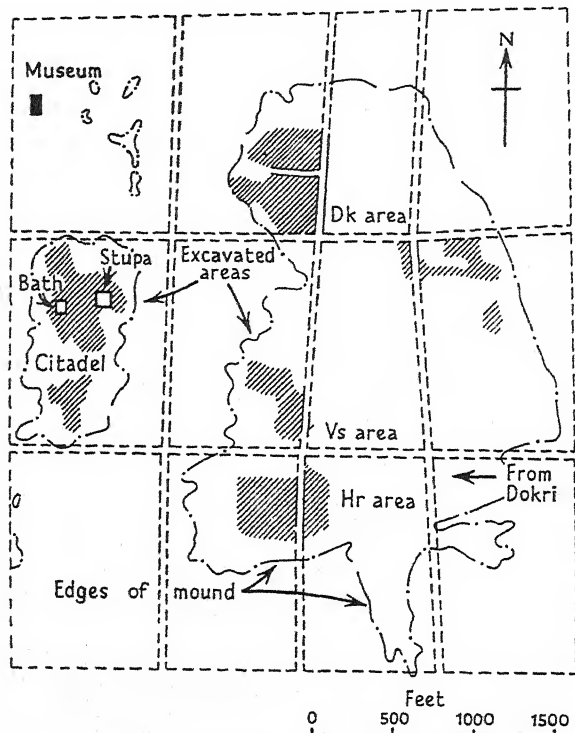 N
Museum
Dk area
Stupa
Excavated
areas
Bath
Citadel
Vs area
From
Dokri
Hr area
Edges of mound
Feet
0 500 1000 1500